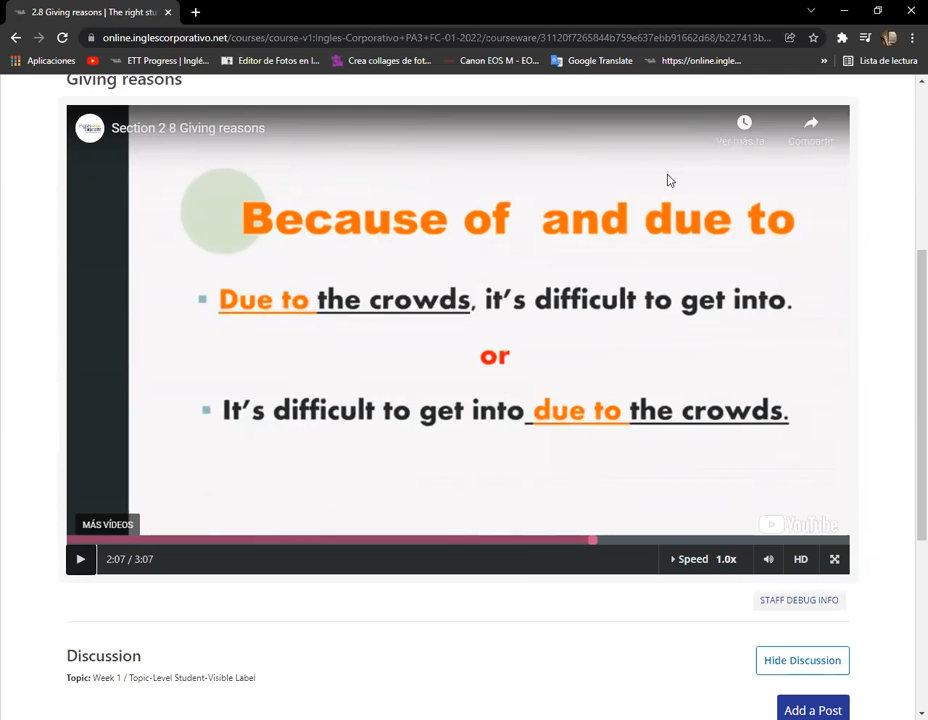 2.8 Giving reasons | The right stu
online.inglescorporativo.net/courses/course-v1:Ingles-Corporativo+PA3+FC-01-2022/courseware/31120f7265844b759e637ebb91662d68/b227413b...
Aplicaciones
ETT Progress | Inglé...
Editor de Fotos en l...
Crea collages de fot...
Canon EOS M - EO...
Google Translate
https://online.ingle...
»
Lista de lectura
Giving reasons
Section 2 8 Giving reasons
Ver más ta
Compartir
Because of and due to
Due to the crowds, it's difficult to get into.
or
It's difficult to get into due to the crowds.
MÁS VÍDEOS
YouTube
2:07 / 3:07
Speed 1.0x
HD
STAFF DEBUG INFO
Discussion
Hide Discussion
Topic: Week 1 / Topic-Level Student-Visible Label
Add a Post